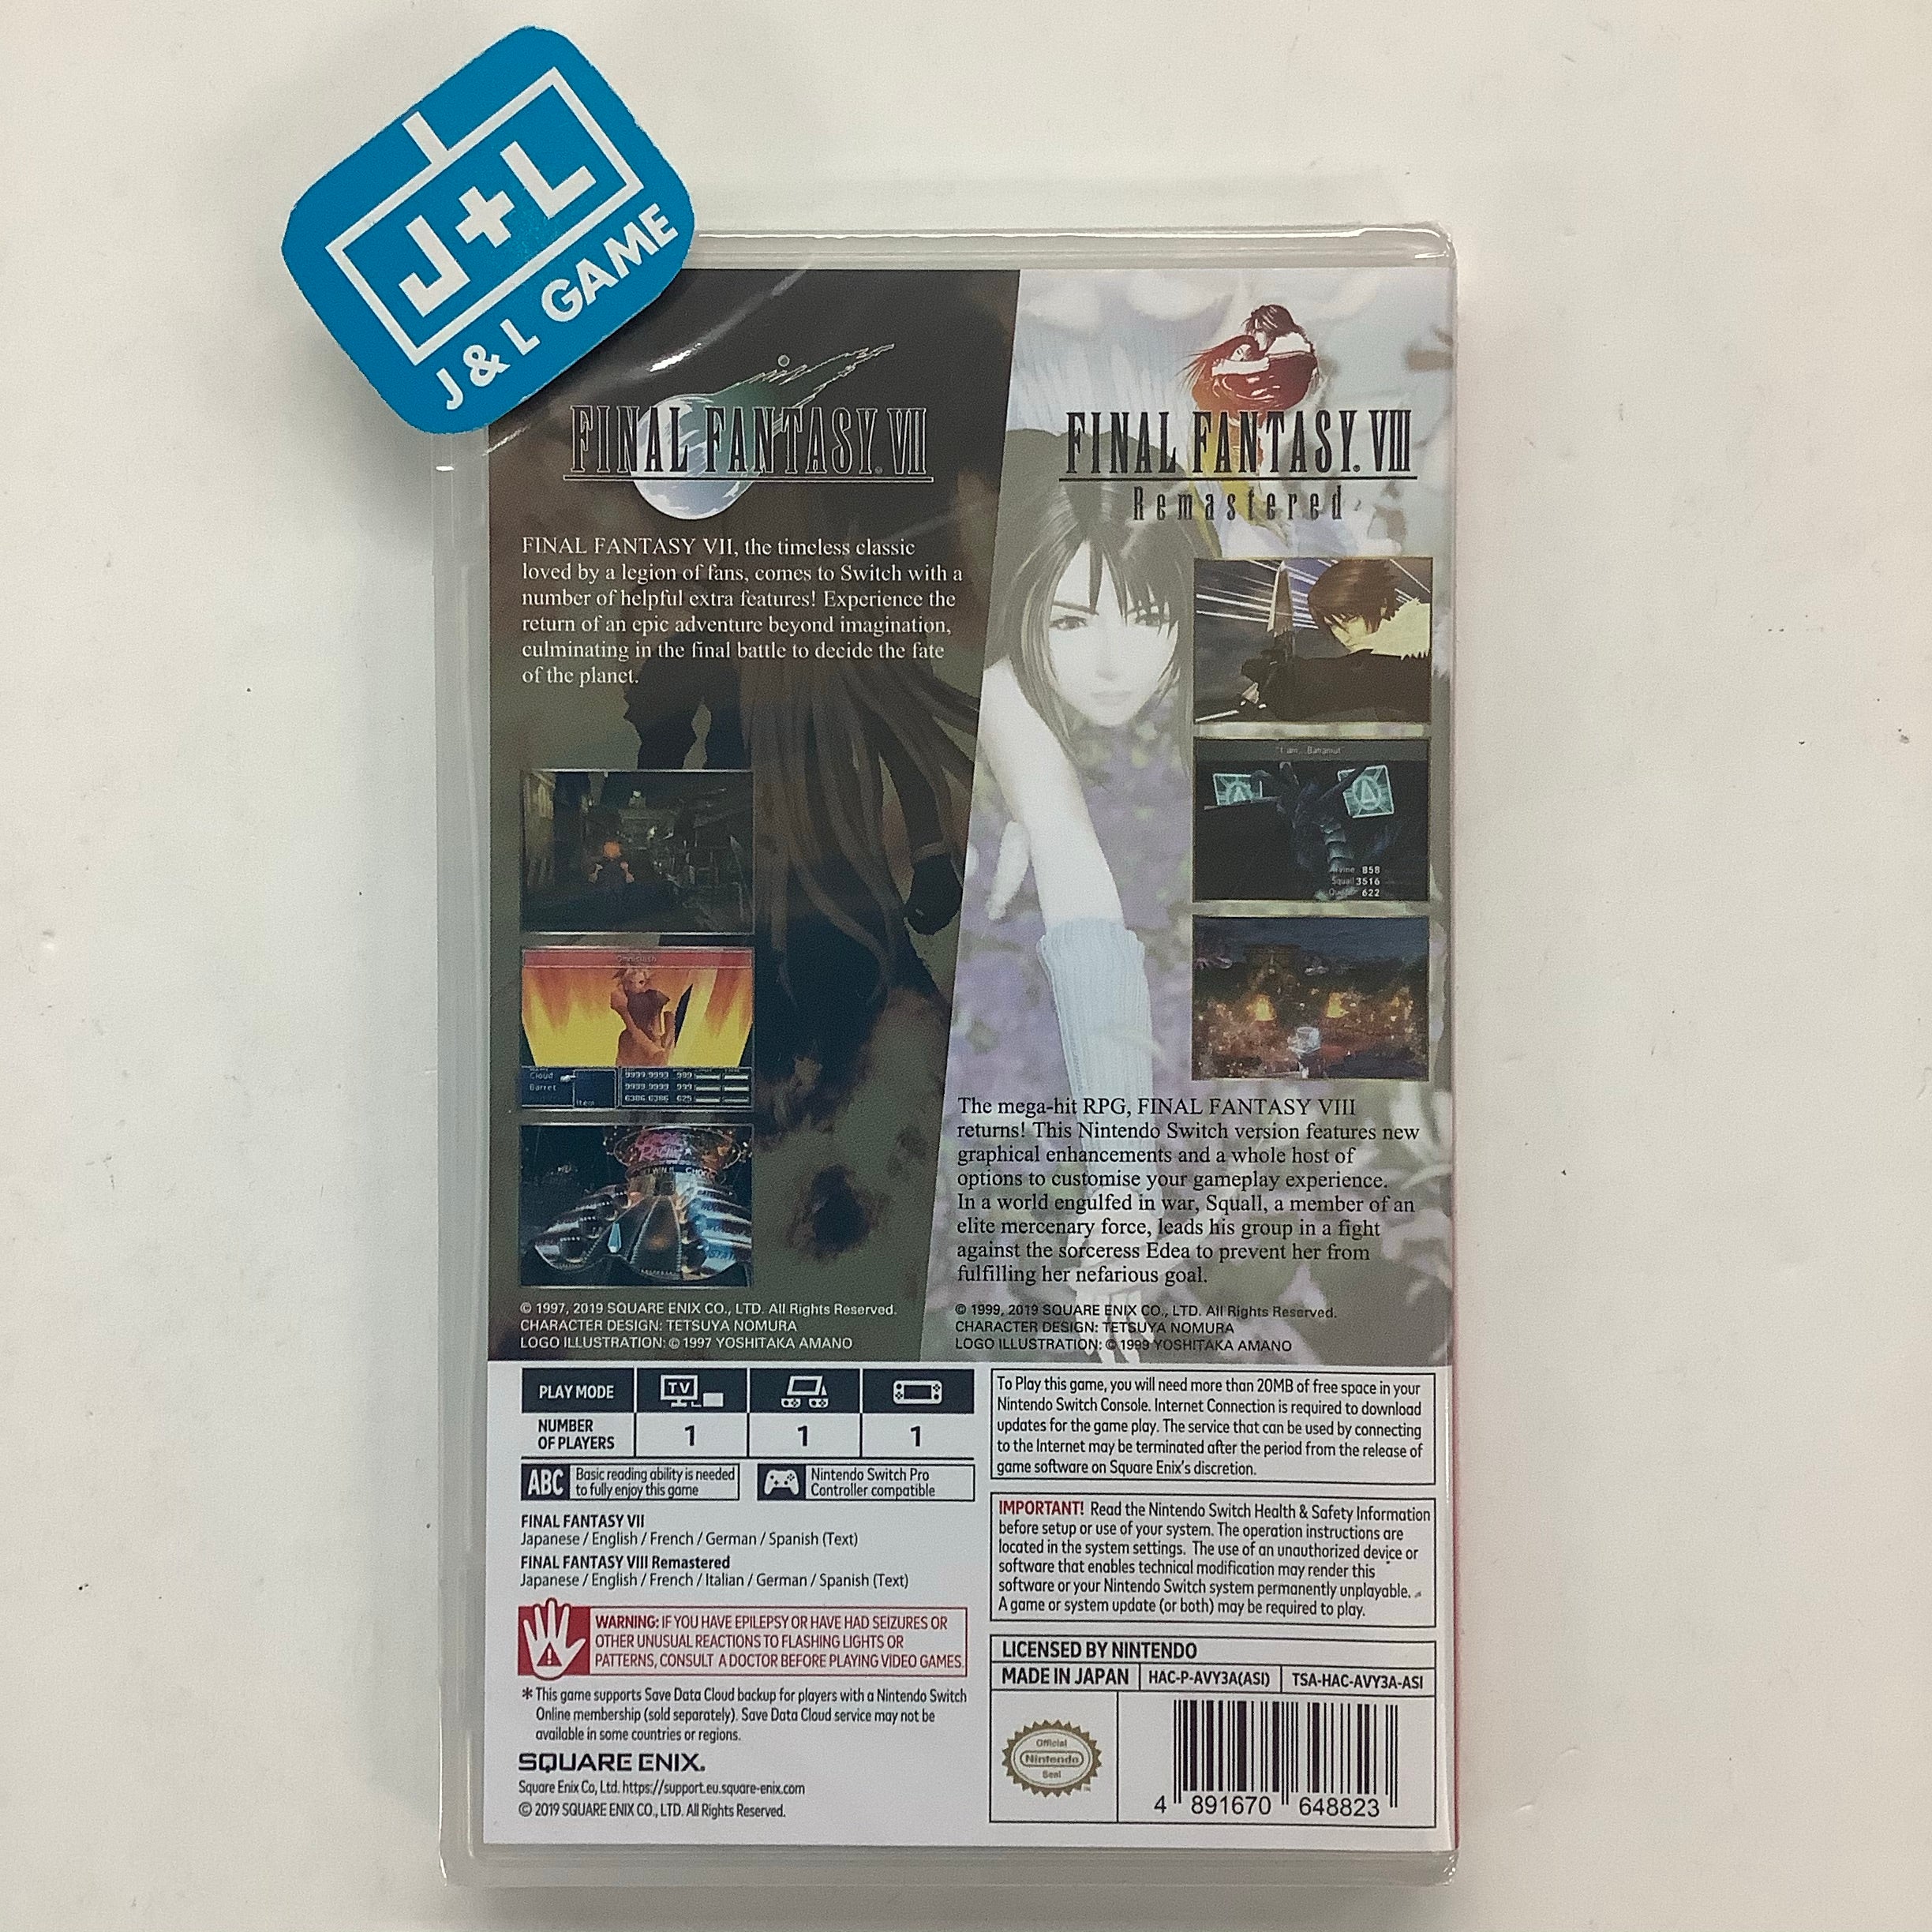 J+L
J & L GAME
FINAL FANTASY VII
FINAL FANTASY, the timeless classic
loved by a legion of fans, comes to Switch with a
number of helpful extra features! Experience the
return of an epic adventure beyond imagination,
culminating in the final battle to decide the fate
of the planet.
Omnislash
Cloud
Barret
Item
9999 9999 999
9999 9999 999
6386 6386 625
© 1997, 2019 SQUARE ENIX CO., LTD. All Rights Reserved.
CHARACTER DESIGN: TETSUYA NOMURA
LOGO ILLUSTRATION: © 1997 YOSHITAKA AMANO
FINAL FANTASY. VIII
Remastered
858
Squall 3516
622
The mega-hit RPG, FINAL FANTASY VIII
returns! This Nintendo Switch version features new
graphical enhancements and a whole host of
options to customise your gameplay experience.
In a world engulfed in war, Squall, a member of an
elite mercenary force, leads his group in a fight
against the sorceress Edea to prevent her from
fulfilling her nefarious goal.
© 1999, 2019 SQUARE ENIX CO., LTD. All Rights Reserved.
CHARACTER DESIGN: TETSUYA NOMURA
LOGO ILLUSTRATION: © 1999 YOSHITAKA AMANO
PLAY MODE TV
NUMBER
OF PLAYERS
1 1 1
ABC
Basic reading ability is needed
to fully enjoy this game
Nintendo Switch Pro
Controller compatible
FINAL FANTASY VII
Japanese / English / French / German / Spanish (Text)
FINAL FANTASY VIII Remastered
Japanese / English / French / Italian / German / Spanish (Text)
WARNING: IF YOU HAVE EPILEPSY OR HAVE HAD SEIZURES OR
OTHER UNUSUAL REACTIONS TO FLASHING LIGHTS OR
PATTERNS, CONSULT A DOCTOR BEFORE PLAYING VIDEO GAMES.
* This game supports Save Data Cloud backup for players with a Nintendo Switch
Online membership (sold separately). Save Data Cloud service may not be
available in some countries or regions.
SQUARE ENIX.
Square Enix Co, Ltd. https://support.eu.square-enix.com
© 2019 SQUARE ENIX CO., LTD. All Rights Reserved.
To Play this game, you will need more than 20MB of free space in your
Nintendo Switch Console. Internet Connection is required to download
updates for the game play. The service that can be used by connecting
to the Internet may be terminated after the period from the release of
game software on Square Enix's discretion.
IMPORTANT! Read the Nintendo Switch Health & Safety Information
before setup or use of your system. The operation instructions are
located in the system settings. The use of an unauthorized device or
software that enables technical modification may render this
software or your Nintendo Switch system permanently unplayable.
A game or system update (or both) may be required to play.
LICENSED BY NINTENDO
MADE IN JAPAN HAC-P-AVY3A(ASI) TSA-HAC-AVY3A-ASI
Official
Nintendo
Seal
4 891670 648823